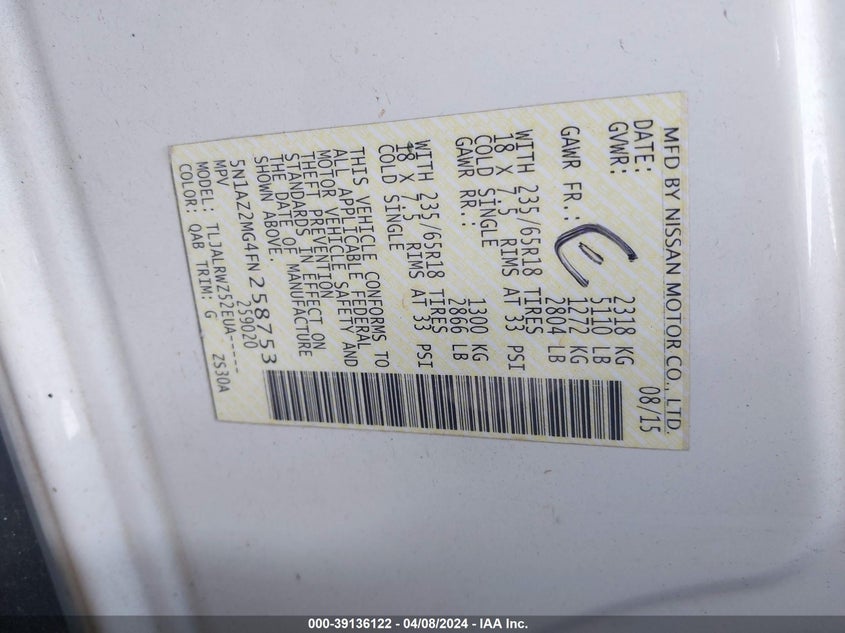 MFD BY NISSAN MOTOR CO., LTD.
DATE: 08/15
GVWR: 2318 KG
5110 LB
GAWR FR.: 1272 KG
2804 LB
WITH 235/65R18 TIRES
18 X 7.5 RIMS AT 33 PSI
COLD SINGLE
GAWR RR.: 1300 KG
2866 LB
WITH 235/65R18 TIRES
18 X 7.5 RIMS AT 33 PSI
COLD SINGLE
THIS VEHICLE CONFORMS TO
ALL APPLICABLE FEDERAL
MOTOR VEHICLE SAFETY AND
THEFT PREVENTION
STANDARDS IN EFFECT ON
THE DATE OF MANUFACTURE
SHOWN ABOVE.
5N1AZ2MG4FN258753
MPV 259020
MODEL: TLJALRWZ52EUA-----
COLOR: QAB TRIM: G ZS30A
000-39136122 - 04/08/2024 - IAA Inc.